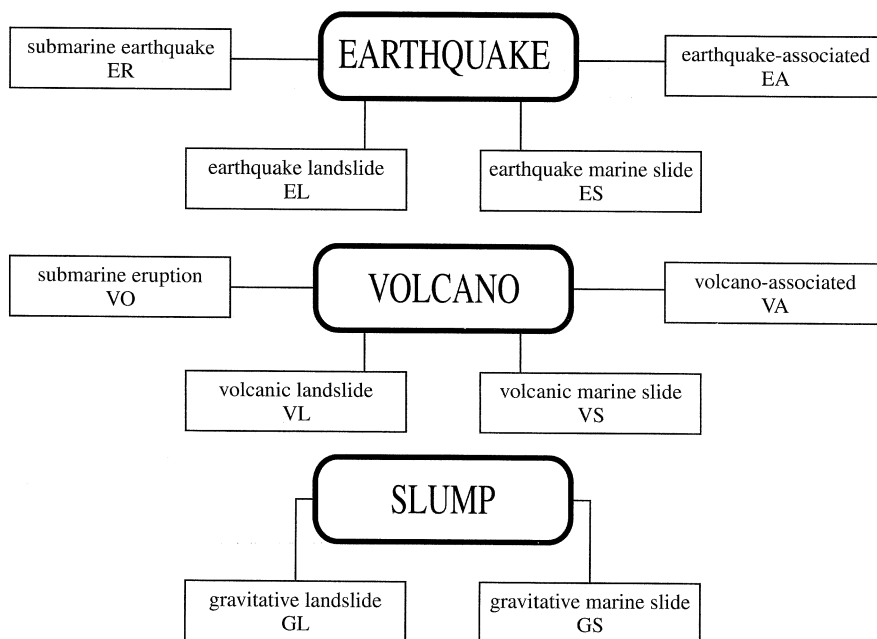 submarine earthquake
ER
EARTHQUAKE
earthquake-associated
EA
earthquake landslide
EL
earthquake marine slide
ES
submarine eruption
VO
VOLCANO
volcano-associated
VA
volcanic landslide
VL
volcanic marine slide
VS
SLUMP
gravitative landslide
GL
gravitative marine slide
GS